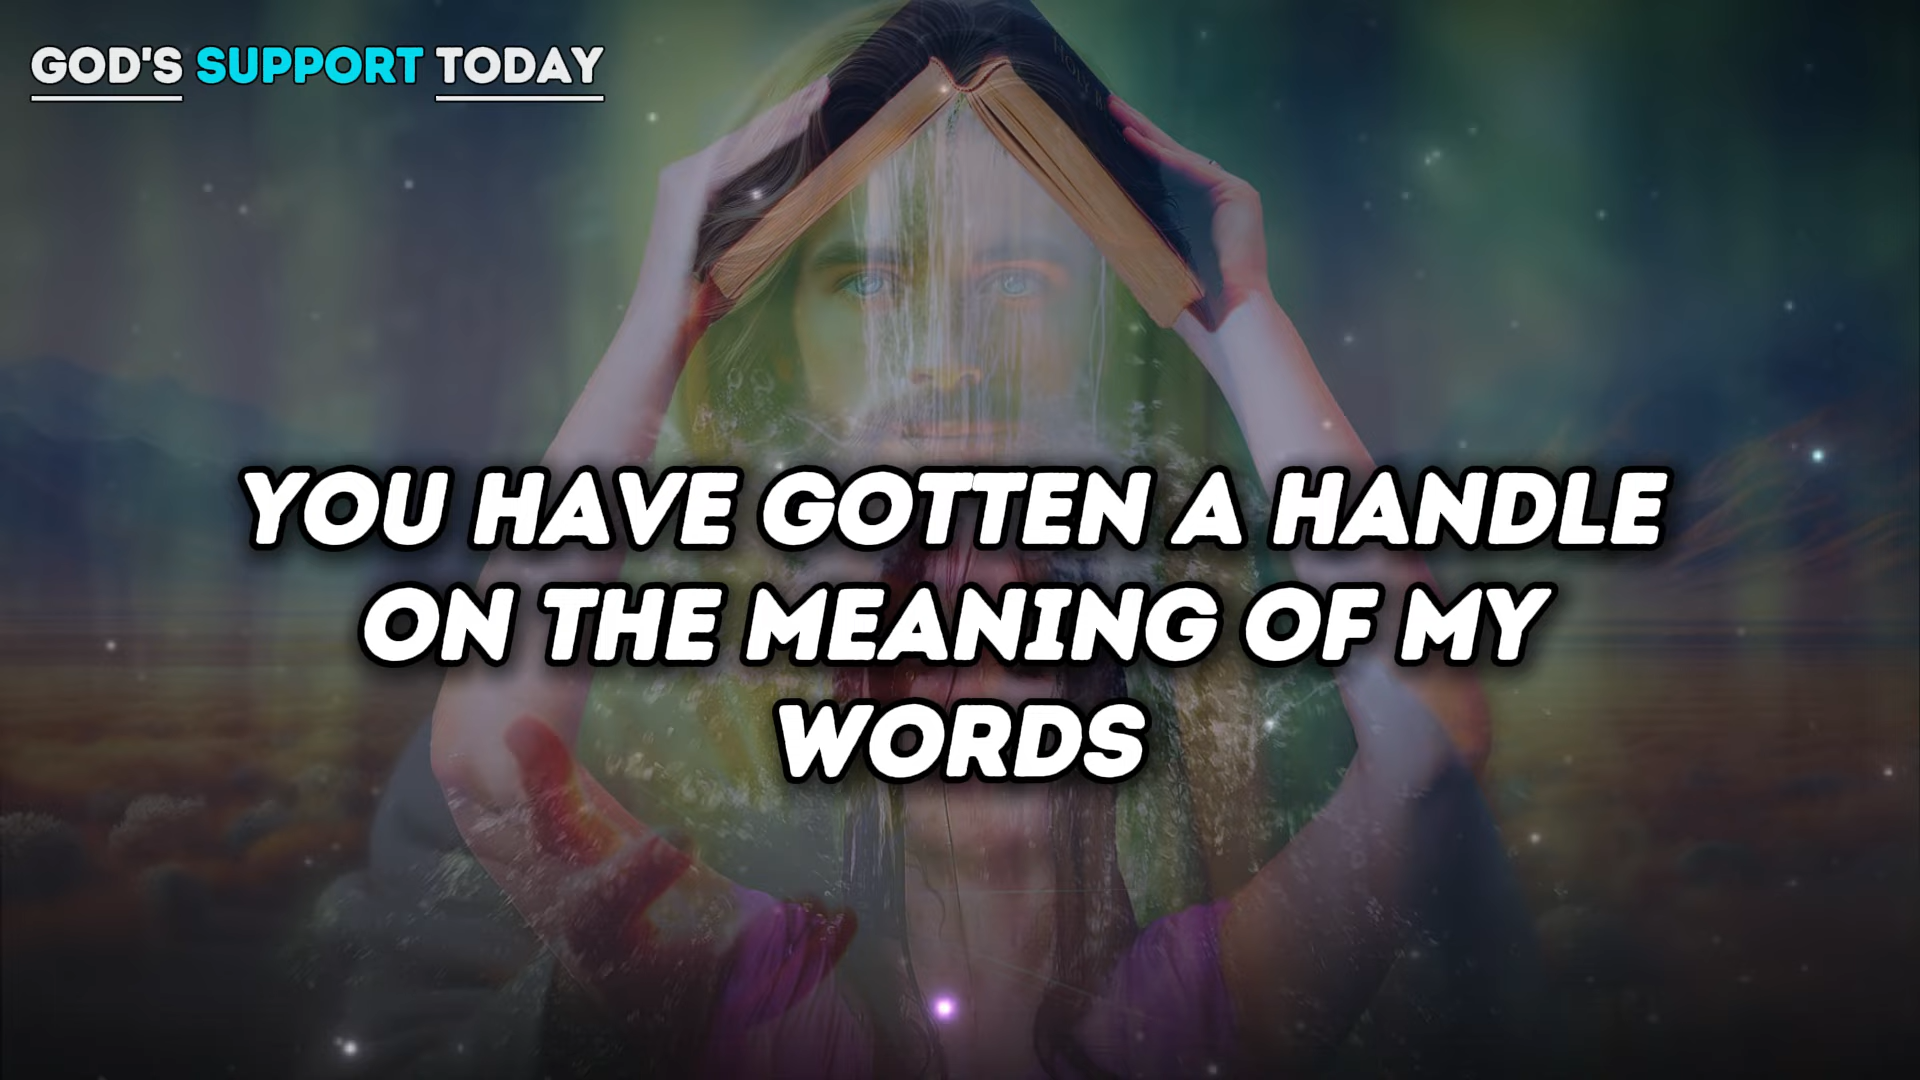 GOD'S SUPPORT TODAY
YOU HAVE GOTTEN A HANDLE
ON THE MEANING OF MY
WORDS